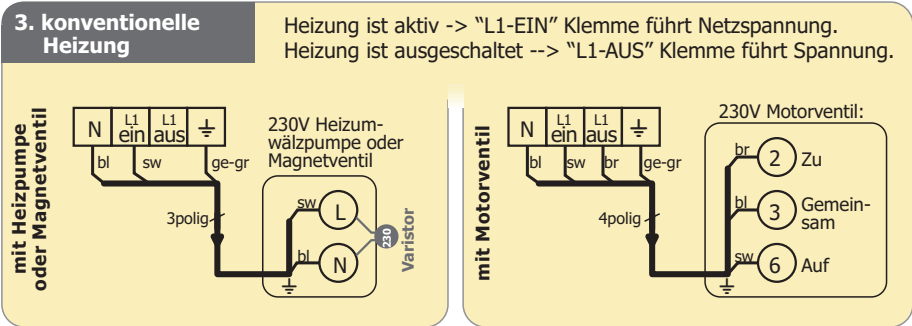 3. konventionelle
Heizung
Heizung ist aktiv -> “L1-EIN” Klemme führt Netzspannung.
Heizung ist ausgeschaltet --> “L1-AUS” Klemme führt Spannung.
mit Heizpumpe
oder Magnetventil
N L1 ein L1 aus ⏚
bl sw ge-gr
3polig
230V Heizum-
wälzpumpe oder
Magnetventil
sw L
bl N
230
Varistor
mit Motorventil
N L1 ein L1 aus ⏚
bl sw br ge-gr
4polig
230V Motorventil:
br 2 Zu
bl 3 Gemein-
sam
sw 6 Auf